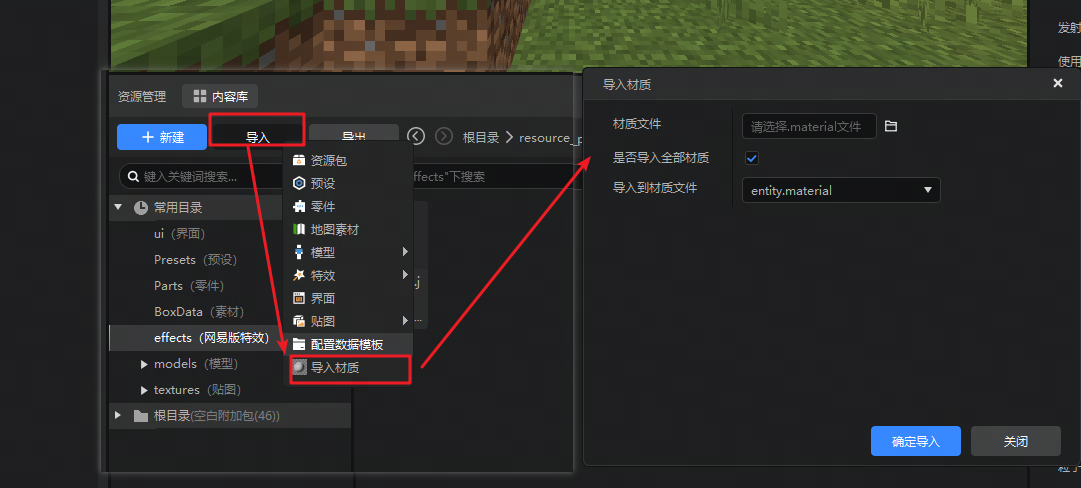 发射
使用
资源管理
内容库
新建
导入
导出
根目录
resource_p
键入关键词搜索...
ffects"下搜索
常用目录
ui（界面）
Presets（预设）
Parts（零件）
BoxData（素材）
effects（网易版特效）
models（模型）
textures（贴图）
根目录(空白附加包(46))
资源包
预设
零件
地图素材
模型
特效
界面
贴图
配置数据模板
导入材质
.j
...
导入材质
材质文件
请选择.material文件
是否导入全部材质
导入到材质文件
entity.material
确定导入
关闭